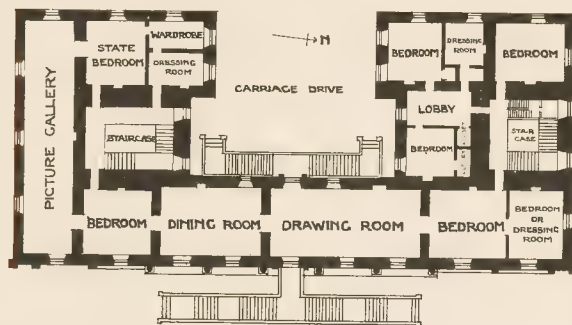 PICTURE GALLERY
STATE
BEDROOM
WARDROBE
DRESSING
ROOM
STAIRCASE
N
CARRIAGE DRIVE
BEDROOM
DRESSING
ROOM
BEDROOM
LOBBY
BEDROOM
STAIR
CASE
BEDROOM
DINING ROOM
DRAWING ROOM
BEDROOM
BEDROOM
OR
DRESSING
ROOM